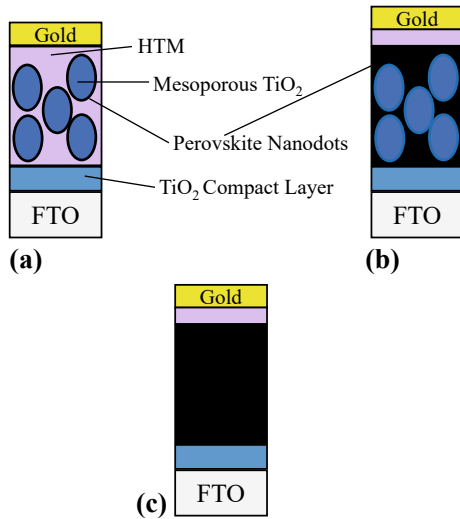 Gold
HTM
Mesoporous TiO₂
Perovskite Nanodots
TiO₂ Compact Layer
FTO
(a)
Gold
FTO
(b)
Gold
FTO
(c)